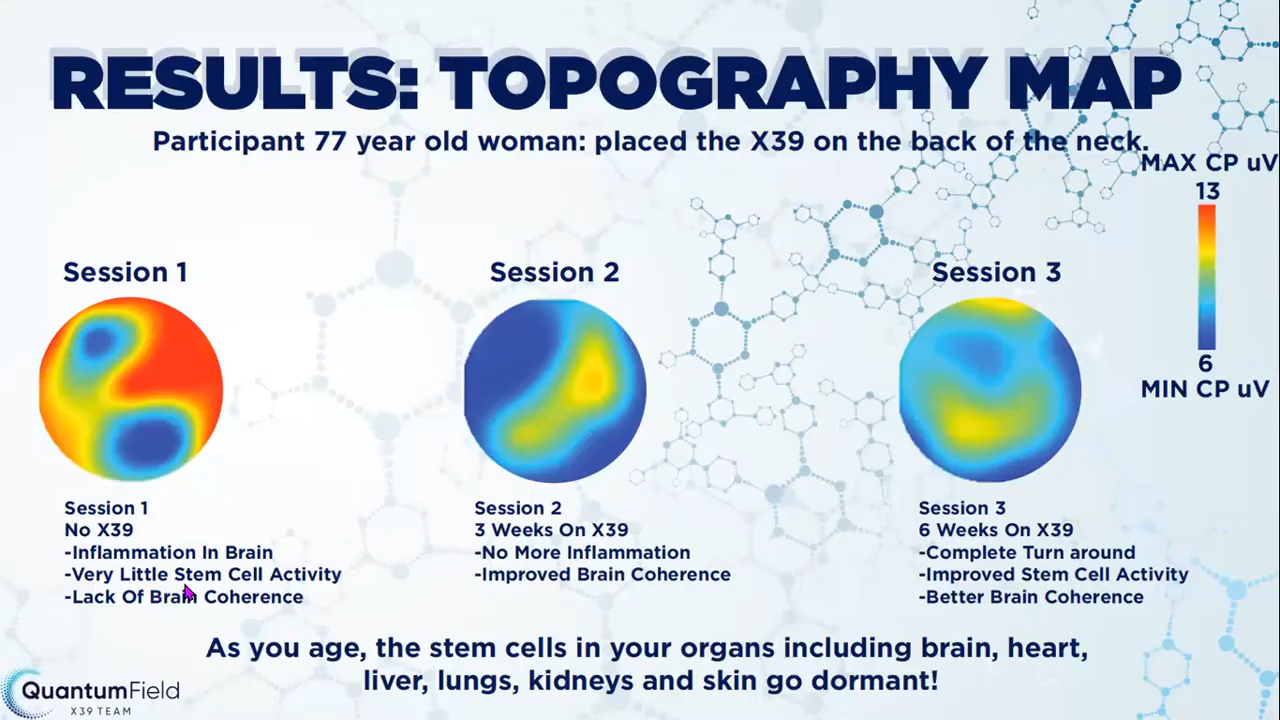 RESULTS: TOPOGRAPHY MAP
Participant 77 year old woman: placed the X39 on the back of the neck.
MAX CP uV
13
6
MIN CP uV
Session 1
Session 2
Session 3
Session 1
No X39
-Inflammation In Brain
-Very Little Stem Cell Activity
-Lack Of Brain Coherence
Session 2
3 Weeks On X39
-No More Inflammation
-Improved Brain Coherence
Session 3
6 Weeks On X39
-Complete Turn around
-Improved Stem Cell Activity
-Better Brain Coherence
As you age, the stem cells in your organs including brain, heart,
liver, lungs, kidneys and skin go dormant!
QuantumField
X39 TEAM